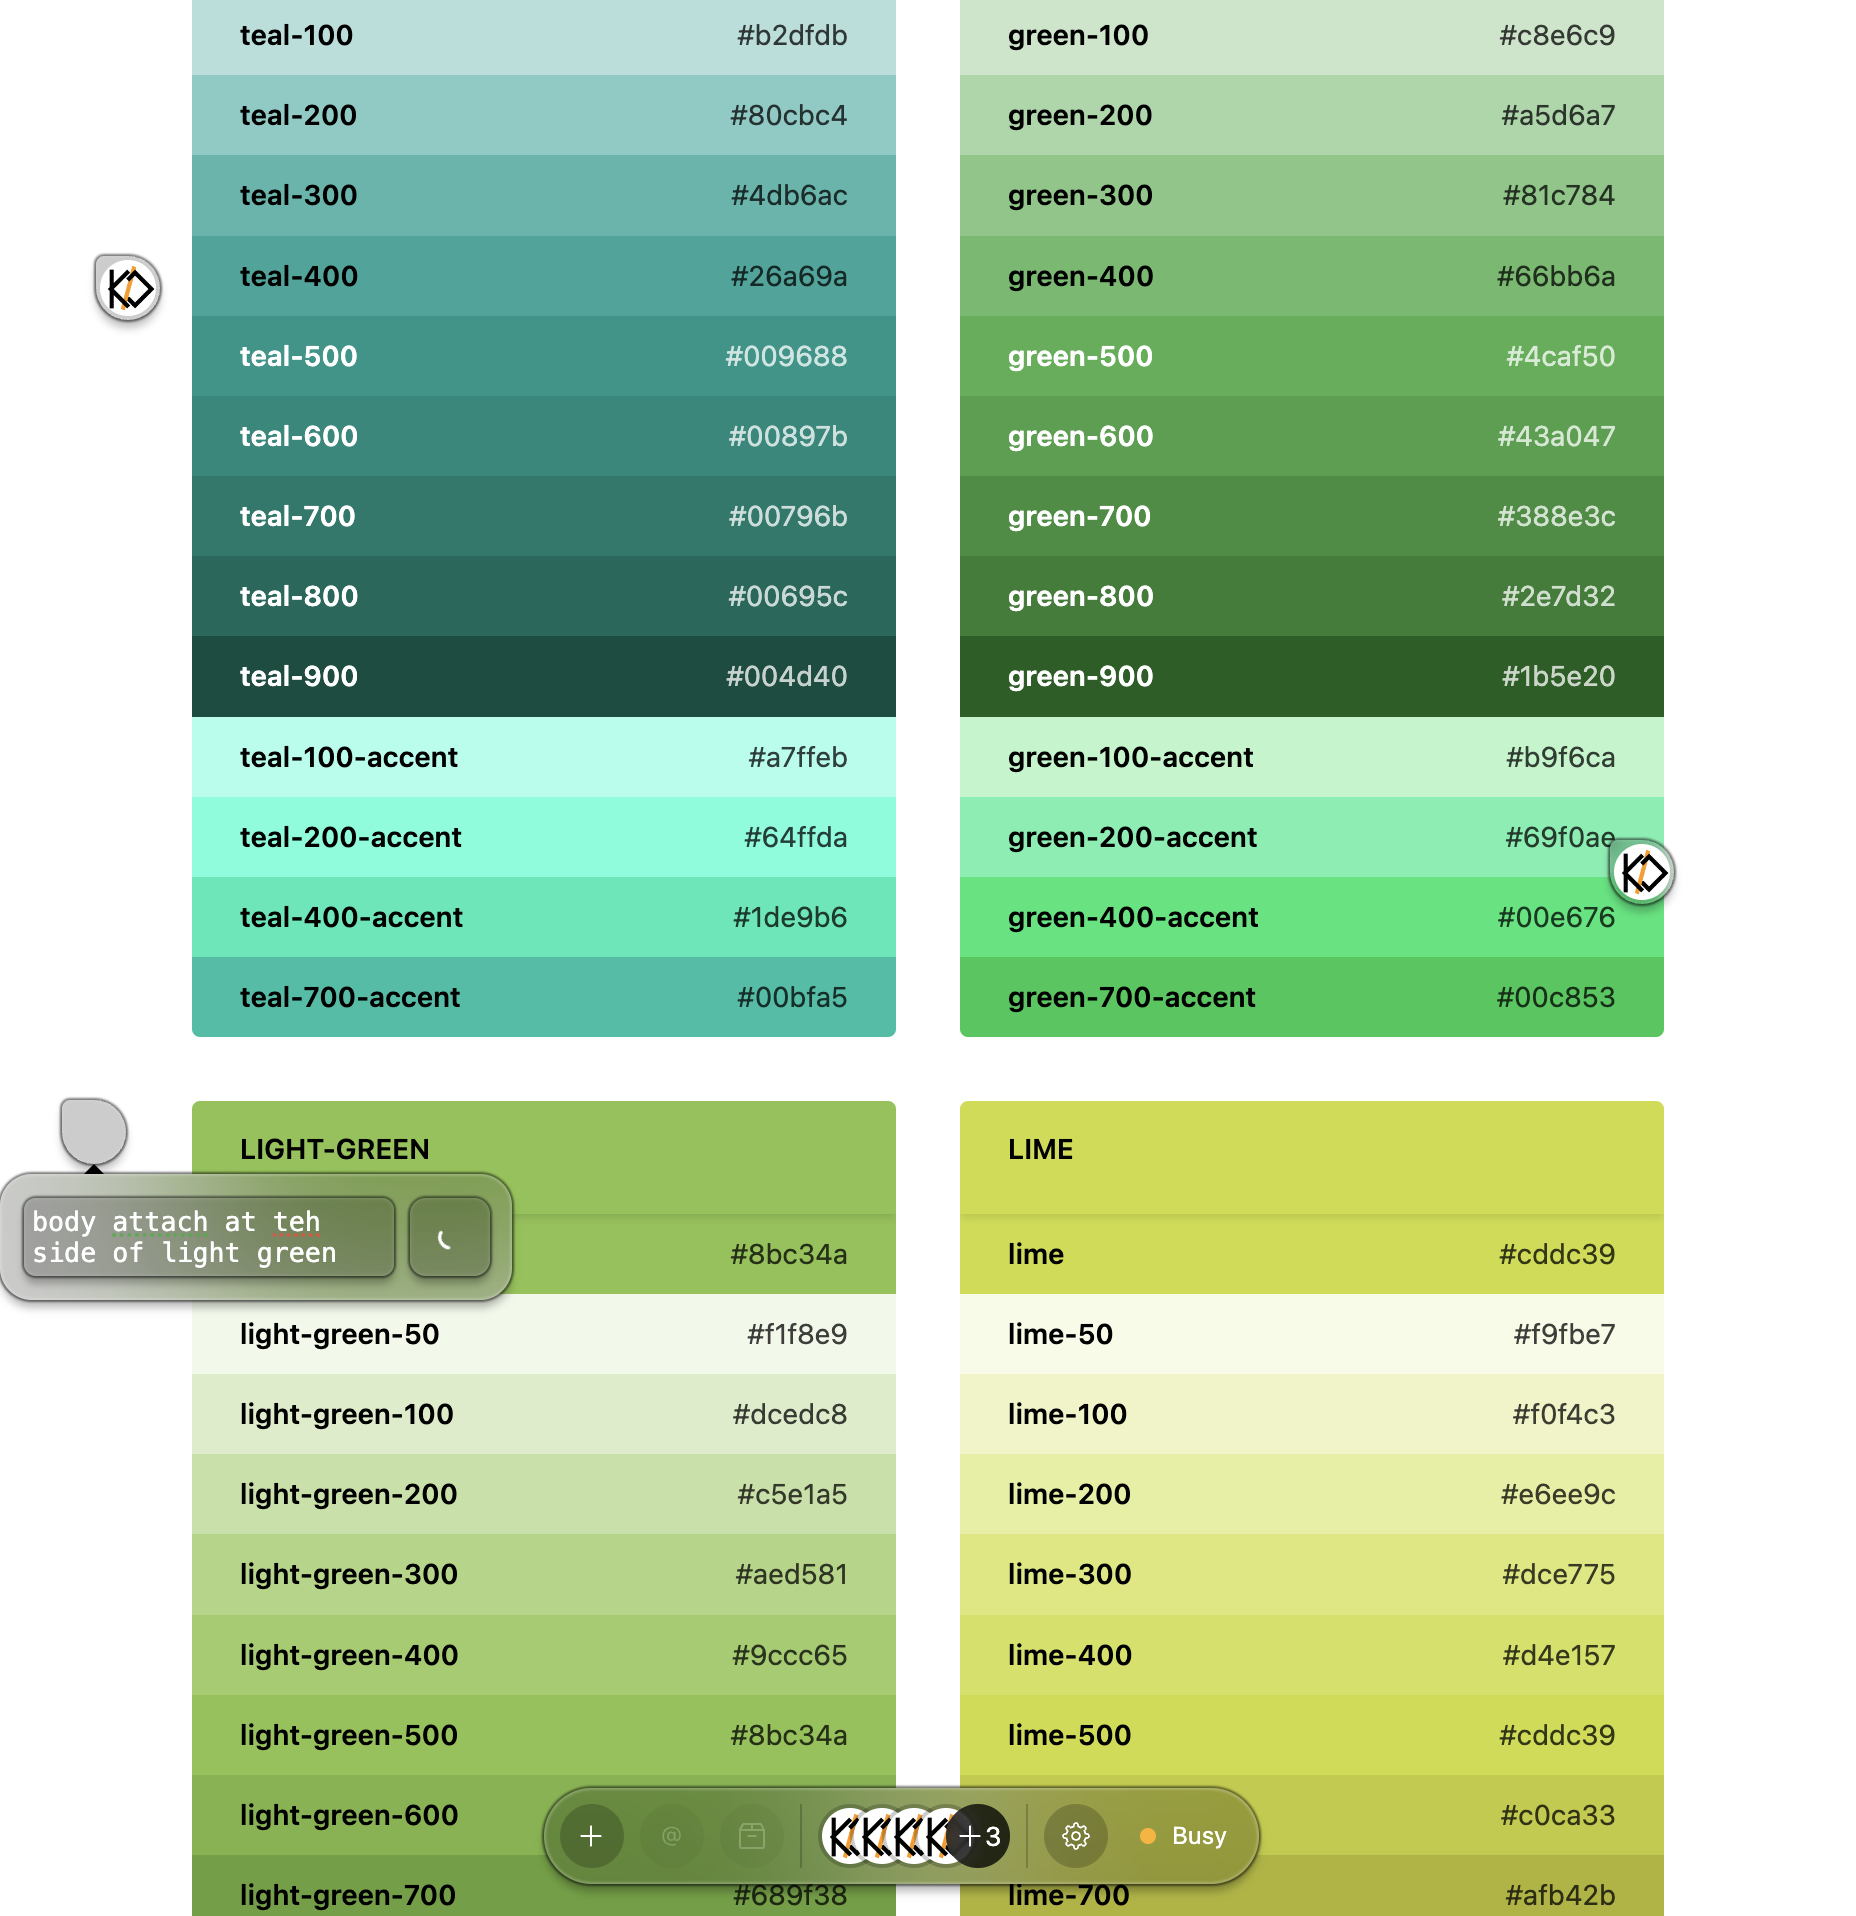 teal-100 #b2dfdb
teal-200 #80cbc4
teal-300 #4db6ac
teal-400 #26a69a
teal-500 #009688
teal-600 #00897b
teal-700 #00796b
teal-800 #00695c
teal-900 #004d40
teal-100-accent #a7ffeb
teal-200-accent #64ffda
teal-400-accent #1de9b6
teal-700-accent #00bfa5
green-100 #c8e6c9
green-200 #a5d6a7
green-300 #81c784
green-400 #66bb6a
green-500 #4caf50
green-600 #43a047
green-700 #388e3c
green-800 #2e7d32
green-900 #1b5e20
green-100-accent #b9f6ca
green-200-accent #69f0ae
green-400-accent #00e676
green-700-accent #00c853
LIGHT-GREEN
body attach at teh
side of light green
#8bc34a
light-green-50 #f1f8e9
light-green-100 #dcedc8
light-green-200 #c5e1a5
light-green-300 #aed581
light-green-400 #9ccc65
light-green-500 #8bc34a
light-green-600
light-green-700 #689f38
LIME
lime #cddc39
lime-50 #f9fbe7
lime-100 #f0f4c3
lime-200 #e6ee9c
lime-300 #dce775
lime-400 #d4e157
lime-500 #cddc39
#c0ca33
lime-700 #afb42b
+ @ +3 Busy